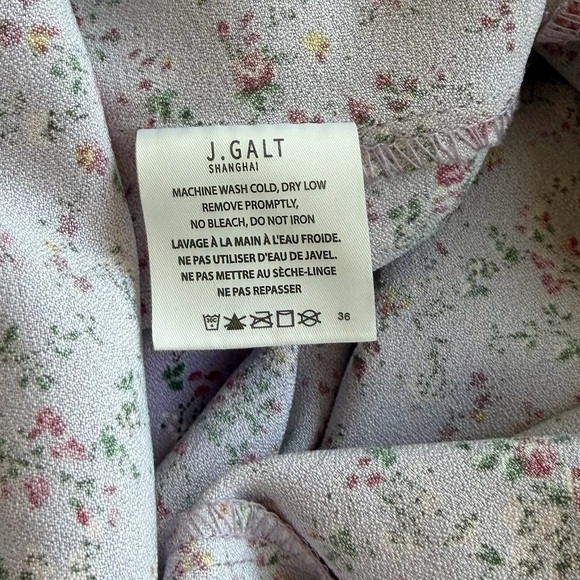 J.GALT
SHANGHAI
MACHINE WASH COLD, DRY LOW
REMOVE PROMPTLY,
NO BLEACH, DO NOT IRON
LAVAGE À LA MAIN À L'EAU FROIDE.
NE PAS UTILISER D'EAU DE JAVEL.
NE PAS METTRE AU SÈCHE-LINGE
NE PAS REPASSER
36